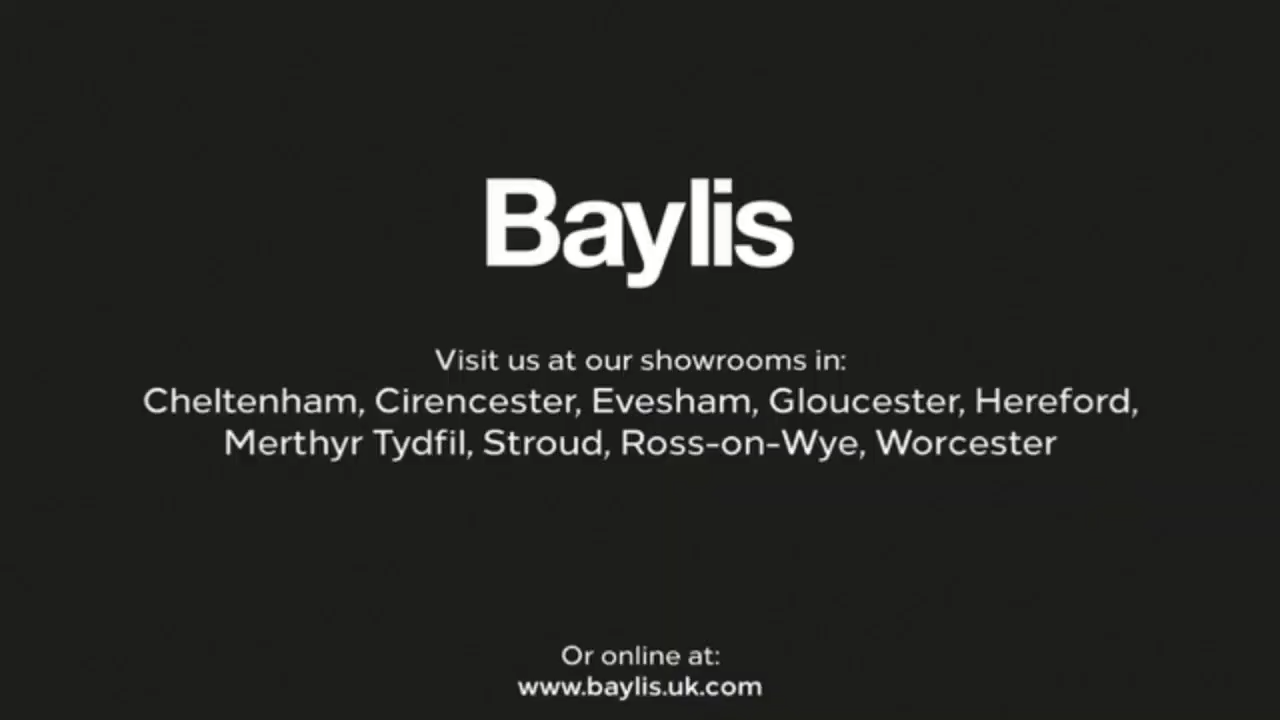 Baylis
Visit us at our showrooms in:
Cheltenham, Cirencester, Evesham, Gloucester, Hereford,
Merthyr Tydfil, Stroud, Ross-on-Wye, Worcester
Or online at:
www.baylis.uk.com